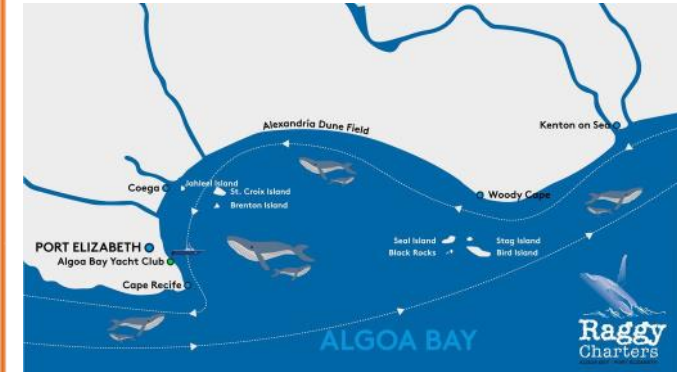 Alexandria Dune Field
Kenton on Sea
Coega
Jahleel Island
St. Croix Island
Brenton Island
Woody Cape
PORT ELIZABETH
Algoa Bay Yacht Club
Seal Island
Stag Island
Black Rocks
Bird Island
Cape Recife
ALGOA BAY
Raggy
Charters